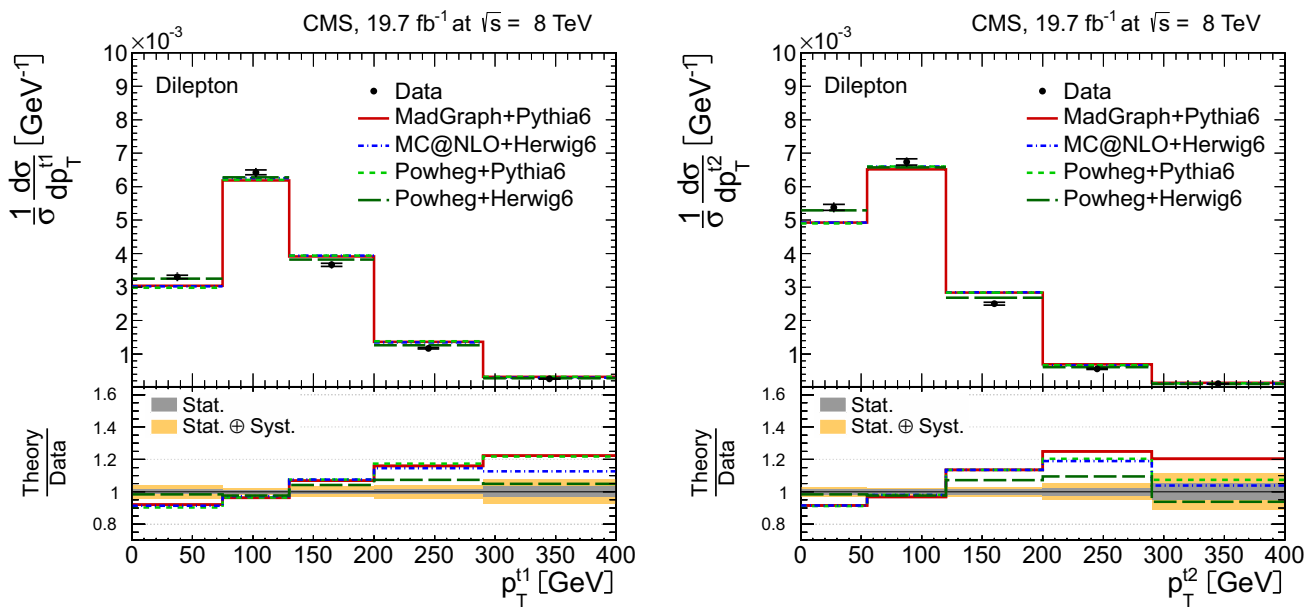 CMS, 19.7 fb⁻¹ at √s = 8 TeV
×10⁻³
1/σ dσ/dp_T^t1 [GeV⁻¹]
10
9
8
7
6
5
4
3
2
1
Dilepton
Data
MadGraph+Pythia6
MC@NLO+Herwig6
Powheg+Pythia6
Powheg+Herwig6
Theory/Data
1.6
1.4
1.2
1
0.8
Stat.
Stat. ⊕ Syst.
0 50 100 150 200 250 300 350 400
p_T^t1 [GeV]
CMS, 19.7 fb⁻¹ at √s = 8 TeV
×10⁻³
1/σ dσ/dp_T^t2 [GeV⁻¹]
10
9
8
7
6
5
4
3
2
1
Dilepton
Data
MadGraph+Pythia6
MC@NLO+Herwig6
Powheg+Pythia6
Powheg+Herwig6
Theory/Data
1.6
1.4
1.2
1
0.8
Stat.
Stat. ⊕ Syst.
0 50 100 150 200 250 300 350 400
p_T^t2 [GeV]